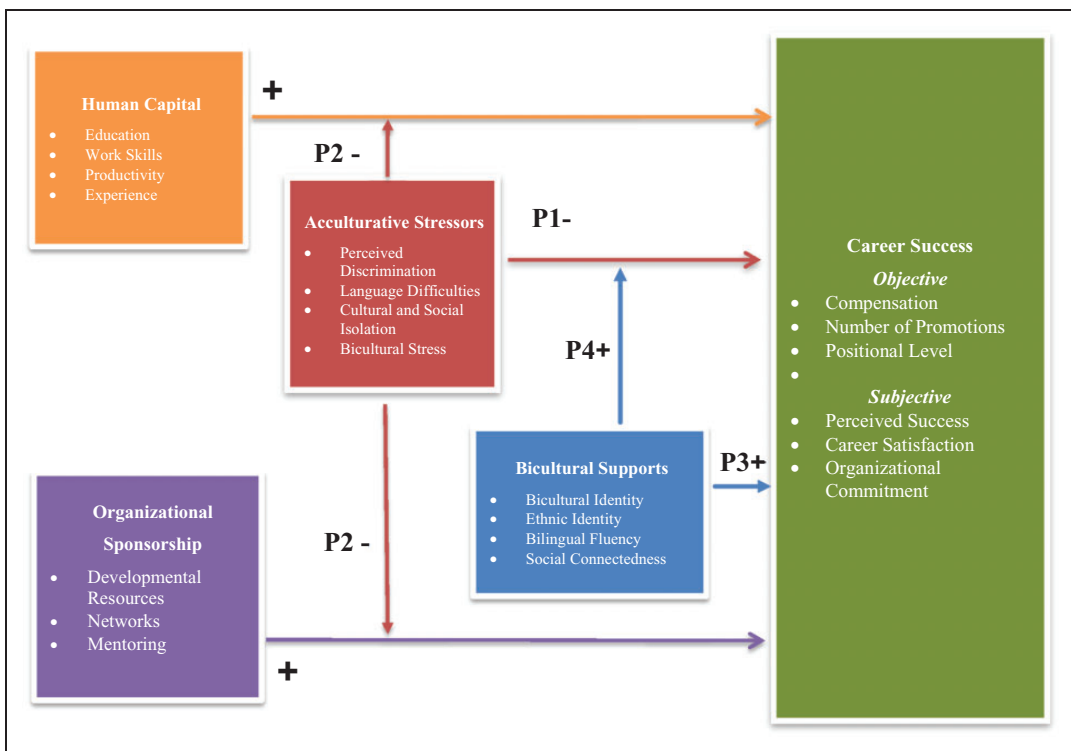 +
Human Capital
• Education
• Work Skills
• Productivity
• Experience
P2 -
Acculturative Stressors
• Perceived
Discrimination
• Language Difficulties
• Cultural and Social
Isolation
• Bicultural Stress
P1-
P4+
Career Success
Objective
• Compensation
• Number of Promotions
• Positional Level
•
Subjective
• Perceived Success
• Career Satisfaction
• Organizational
Commitment
Bicultural Supports
• Bicultural Identity
• Ethnic Identity
• Bilingual Fluency
• Social Connectedness
P3+
Organizational
Sponsorship
• Developmental
Resources
• Networks
• Mentoring
P2 -
+